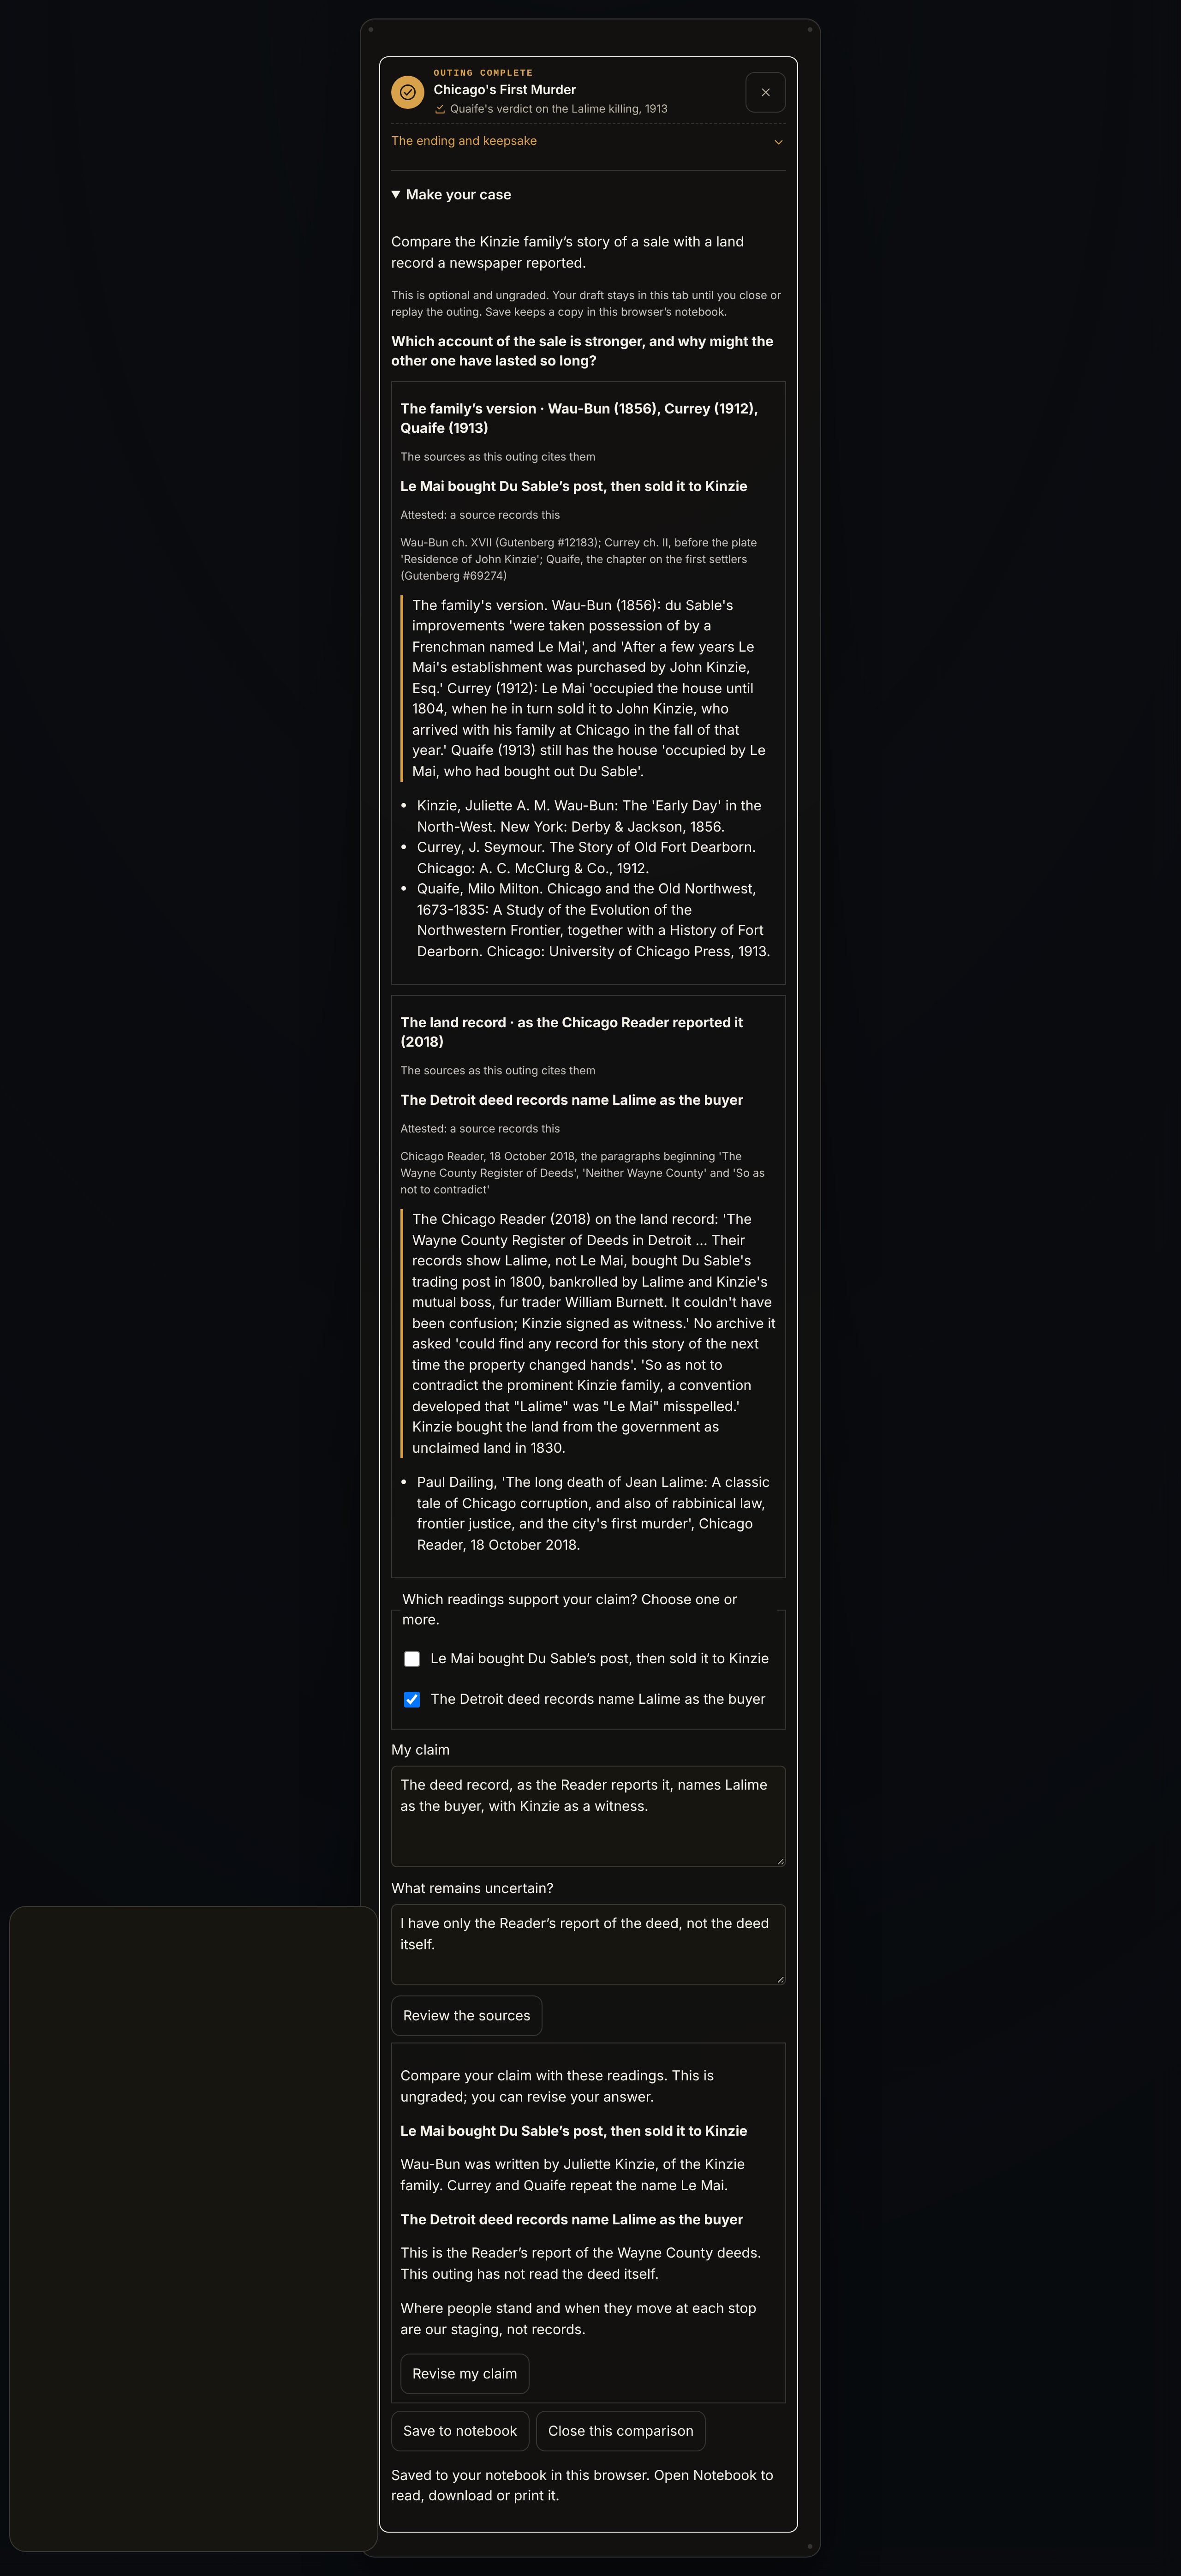 OUTING COMPLETE
Chicago's First Murder
Quaife's verdict on the Lalime killing, 1913
The ending and keepsake
Make your case
Compare the Kinzie family’s story of a sale with a land
record a newspaper reported.
This is optional and ungraded. Your draft stays in this tab until you close or
replay the outing. Save keeps a copy in this browser’s notebook.
Which account of the sale is stronger, and why might the
other one have lasted so long?
The family’s version · Wau-Bun (1856), Currey (1912),
Quaife (1913)
The sources as this outing cites them
Le Mai bought Du Sable’s post, then sold it to Kinzie
Attested: a source records this
Wau-Bun ch. XVII (Gutenberg #12183); Currey ch. II, before the plate
'Residence of John Kinzie'; Quaife, the chapter on the first settlers
(Gutenberg #69274)
The family's version. Wau-Bun (1856): du Sable's
improvements 'were taken possession of by a
Frenchman named Le Mai', and 'After a few years Le
Mai's establishment was purchased by John Kinzie,
Esq.' Currey (1912): Le Mai 'occupied the house until
1804, when he in turn sold it to John Kinzie, who
arrived with his family at Chicago in the fall of that
year.' Quaife (1913) still has the house 'occupied by Le
Mai, who had bought out Du Sable'.
• Kinzie, Juliette A. M. Wau-Bun: The 'Early Day' in the
North-West. New York: Derby & Jackson, 1856.
• Currey, J. Seymour. The Story of Old Fort Dearborn.
Chicago: A. C. McClurg & Co., 1912.
• Quaife, Milo Milton. Chicago and the Old Northwest,
1673-1835: A Study of the Evolution of the
Northwestern Frontier, together with a History of Fort
Dearborn. Chicago: University of Chicago Press, 1913.
The land record · as the Chicago Reader reported it
(2018)
The sources as this outing cites them
The Detroit deed records name Lalime as the buyer
Attested: a source records this
Chicago Reader, 18 October 2018, the paragraphs beginning 'The
Wayne County Register of Deeds', 'Neither Wayne County' and 'So as
not to contradict'
The Chicago Reader (2018) on the land record: 'The
Wayne County Register of Deeds in Detroit ... Their
records show Lalime, not Le Mai, bought Du Sable's
trading post in 1800, bankrolled by Lalime and Kinzie's
mutual boss, fur trader William Burnett. It couldn't have
been confusion; Kinzie signed as witness.' No archive it
asked 'could find any record for this story of the next
time the property changed hands'. 'So as not to
contradict the prominent Kinzie family, a convention
developed that "Lalime" was "Le Mai" misspelled.'
Kinzie bought the land from the government as
unclaimed land in 1830.
• Paul Dailing, 'The long death of Jean Lalime: A classic
tale of Chicago corruption, and also of rabbinical law,
frontier justice, and the city's first murder', Chicago
Reader, 18 October 2018.
Which readings support your claim? Choose one or
more.
Le Mai bought Du Sable’s post, then sold it to Kinzie
The Detroit deed records name Lalime as the buyer
My claim
The deed record, as the Reader reports it, names Lalime
as the buyer, with Kinzie as a witness.
What remains uncertain?
I have only the Reader’s report of the deed, not the deed
itself.
Review the sources
Compare your claim with these readings. This is
ungraded; you can revise your answer.
Le Mai bought Du Sable’s post, then sold it to Kinzie
Wau-Bun was written by Juliette Kinzie, of the Kinzie
family. Currey and Quaife repeat the name Le Mai.
The Detroit deed records name Lalime as the buyer
This is the Reader’s report of the Wayne County deeds.
This outing has not read the deed itself.
Where people stand and when they move at each stop
are our staging, not records.
Revise my claim
Save to notebook
Close this comparison
Saved to your notebook in this browser. Open Notebook to
read, download or print it.